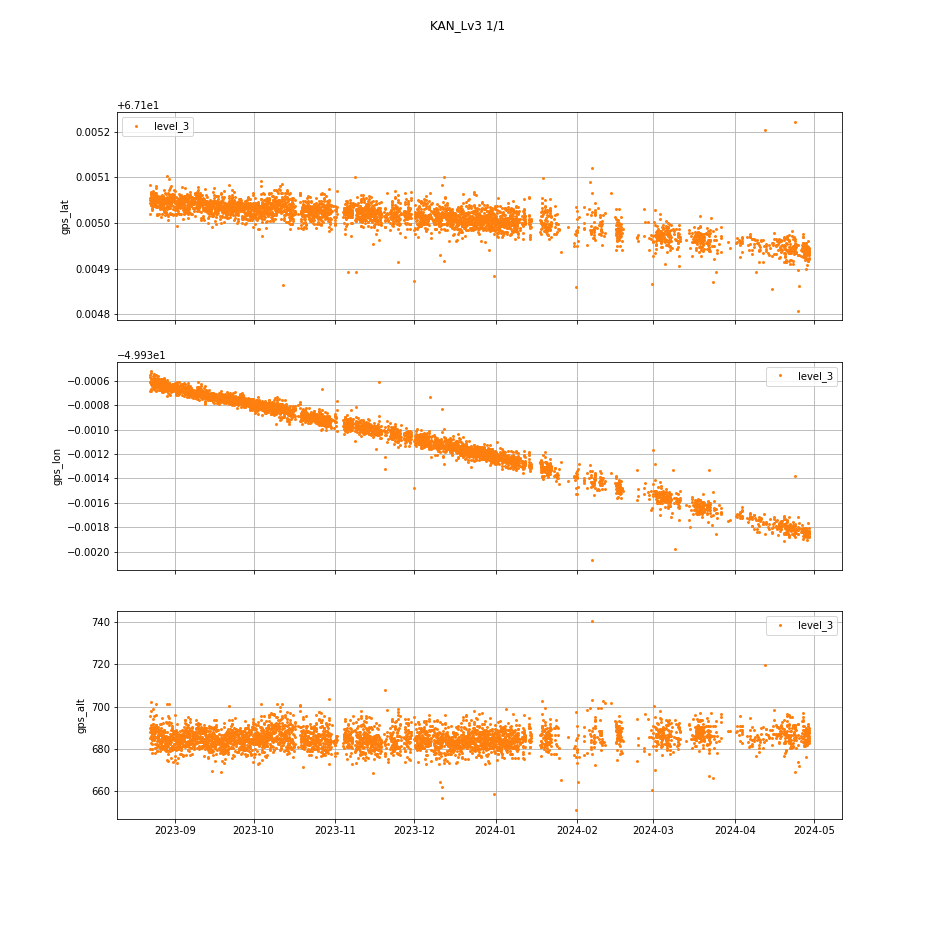 KAN_Lv3 1/1
+6.71e1
level_3
0.0052
0.0051
0.0050
0.0049
0.0048
gps_lat
−4.993e1
level_3
−0.0006
−0.0008
−0.0010
−0.0012
−0.0014
−0.0016
−0.0018
−0.0020
gps_lon
level_3
740
720
700
680
660
gps_alt
2023-09 2023-10 2023-11 2023-12 2024-01 2024-02 2024-03 2024-04 2024-05